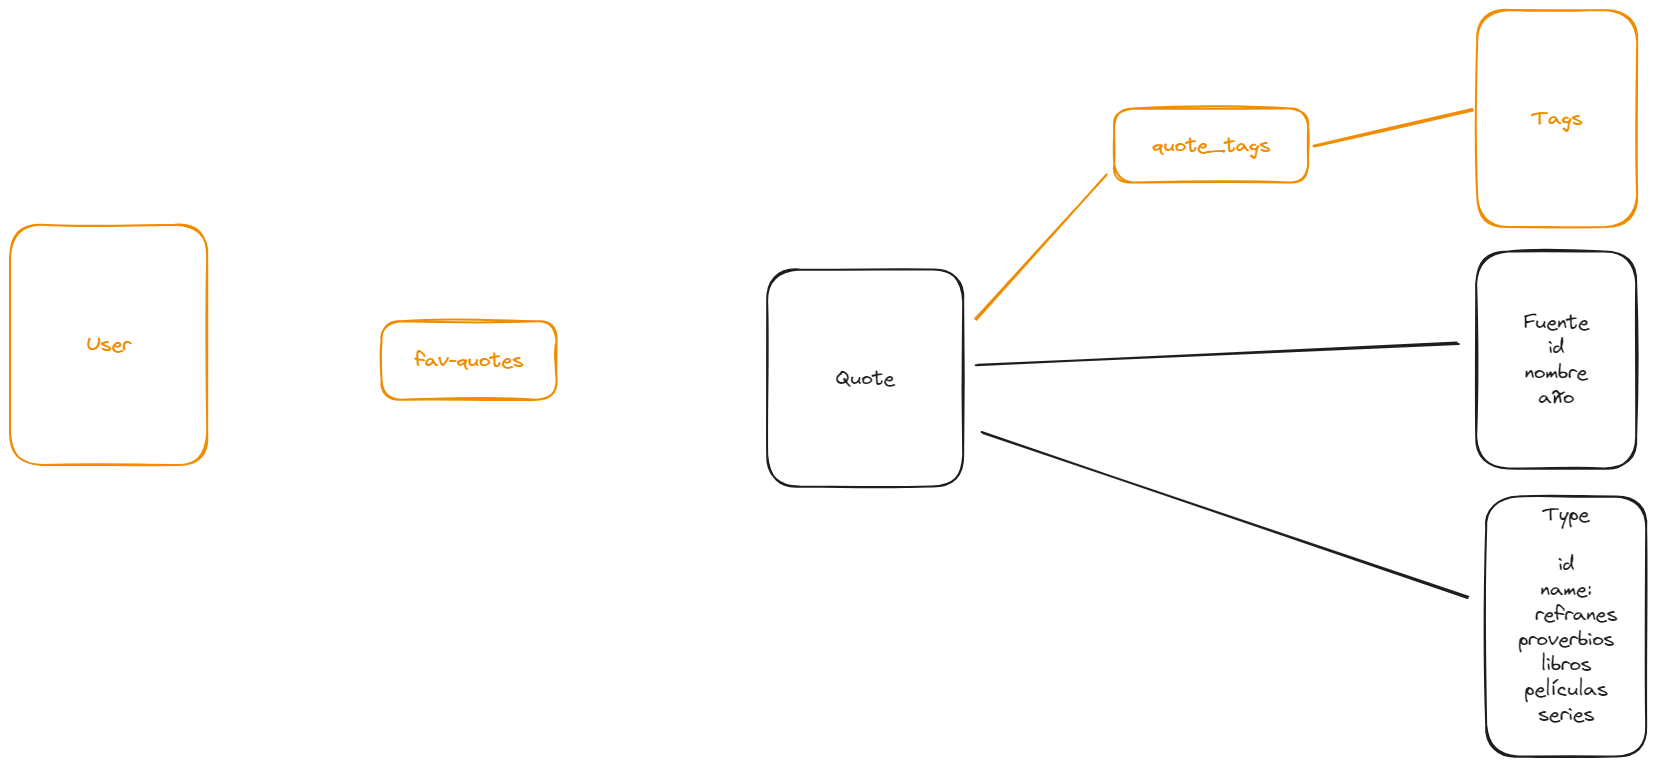 User
fav-quotes
Quote
quote_tags
Tags
Fuente
id
nombre
año
Type
id
name:
refranes
proverbios
libros
películas
series